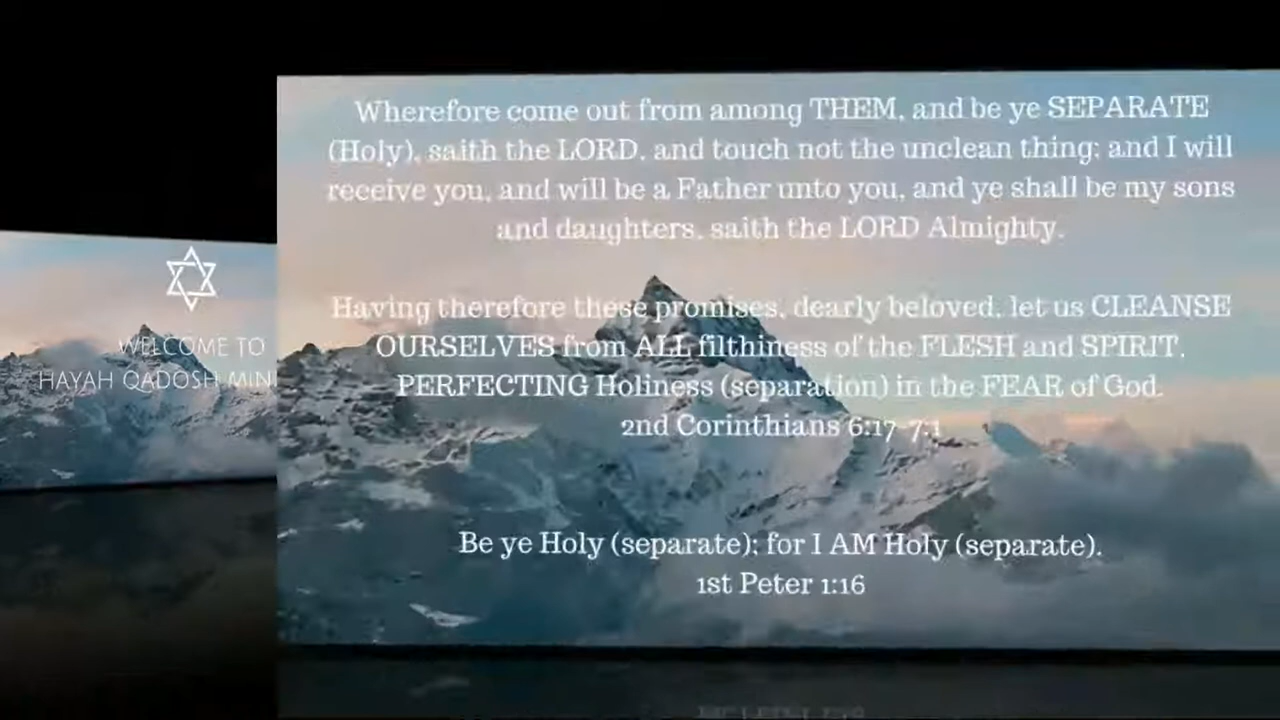 WELCOME TO
HAYAH QADOSH MIN
Wherefore come out from among THEM, and be ye SEPARATE
(Holy), saith the LORD, and touch not the unclean thing; and I will
receive you, and will be a Father unto you, and ye shall be my sons
and daughters, saith the LORD Almighty.
Having therefore these promises, dearly beloved, let us CLEANSE
OURSELVES from ALL filthiness of the FLESH and SPIRIT,
PERFECTING Holiness (separation) in the FEAR of God.
2nd Corinthians 6:17-7:1
Be ye Holy (separate); for I AM Holy (separate).
1st Peter 1:16